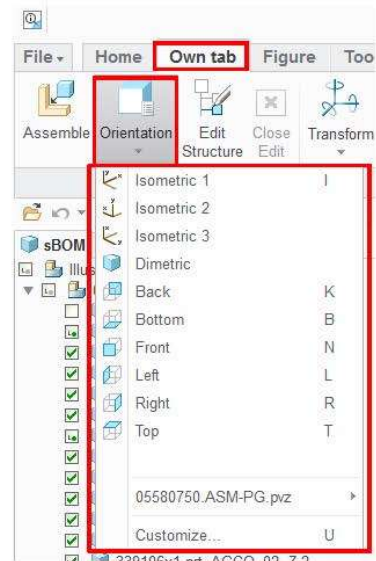 File
Home
Own tab
Figure
Too
Assemble
Orientation
Edit
Structure
Close
Edit
Transform
Isometric 1 I
Isometric 2
Isometric 3
Dimetric
Back K
Bottom B
Front N
Left L
Right R
Top T
05580750.ASM-PG.pvz
Customize... U
sBOM
Illus